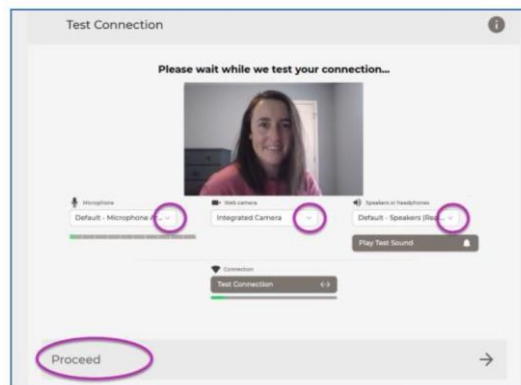 Test Connection
Please wait while we test your connection...
Microphone
Web camera
Speakers or headphones
Default - Microphone Ar...
Integrated Camera
Default - Speakers (Rea...
Play Test Sound
Connection
Test Connection
Proceed